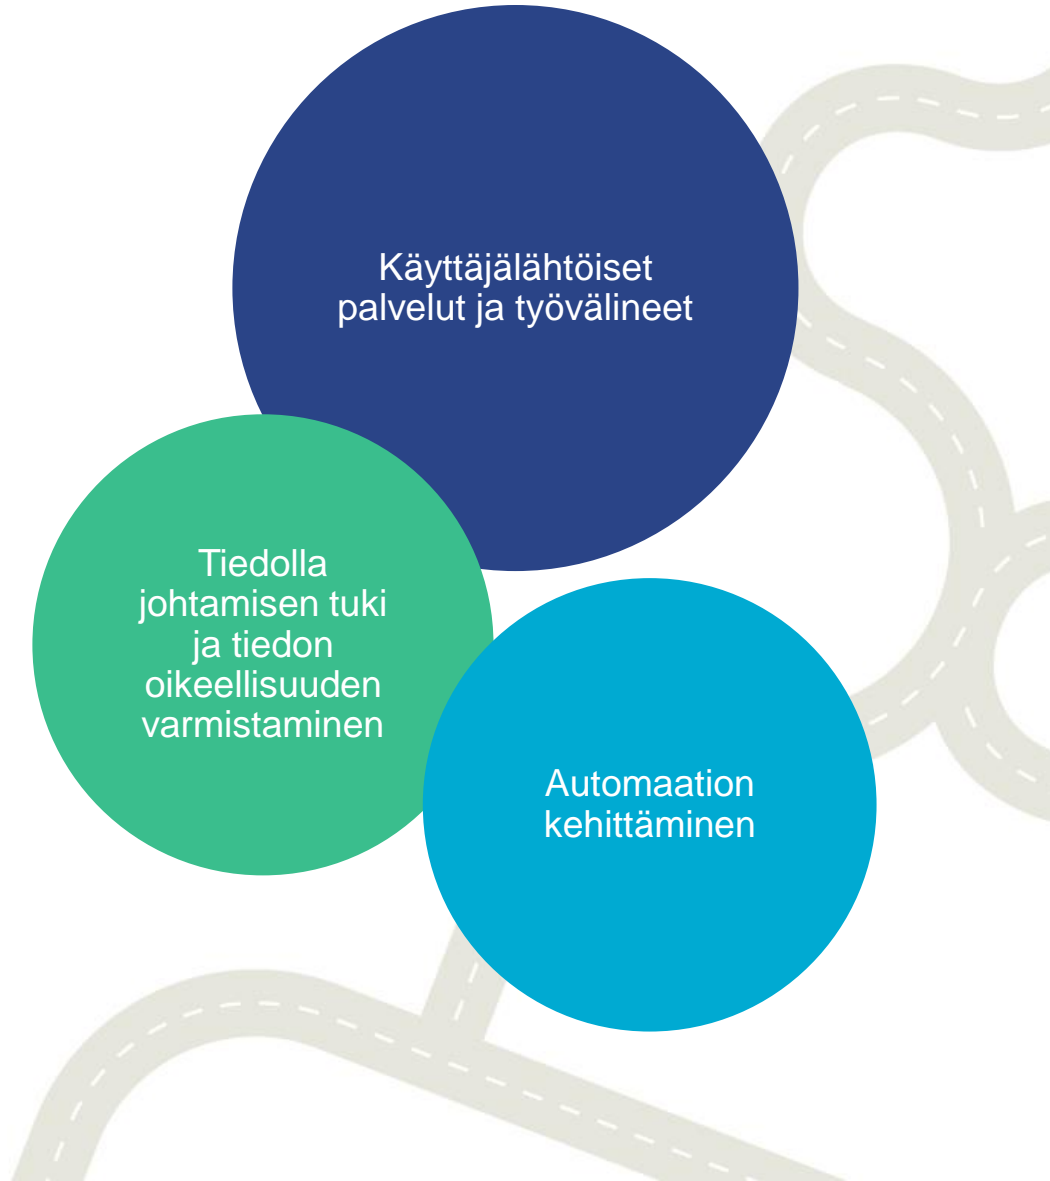 Käyttäjälähtöiset
palvelut ja työvälineet
Tiedolla
johtamisen tuki
ja tiedon
oikeellisuuden
varmistaminen
Automaation
kehittäminen